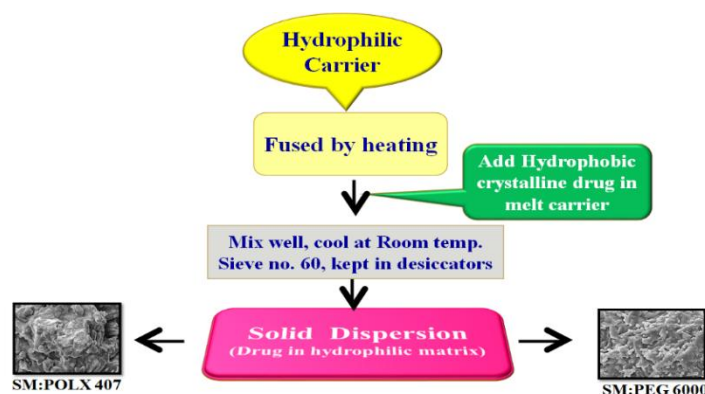 Hydrophilic
Carrier
Fused by heating
Add Hydrophobic
crystalline drug in
melt carrier
Mix well, cool at Room temp.
Sieve no. 60, kept in desiccators
Solid Dispersion
(Drug in hydrophilic matrix)
SM:POLX 407
SM:PEG 6000